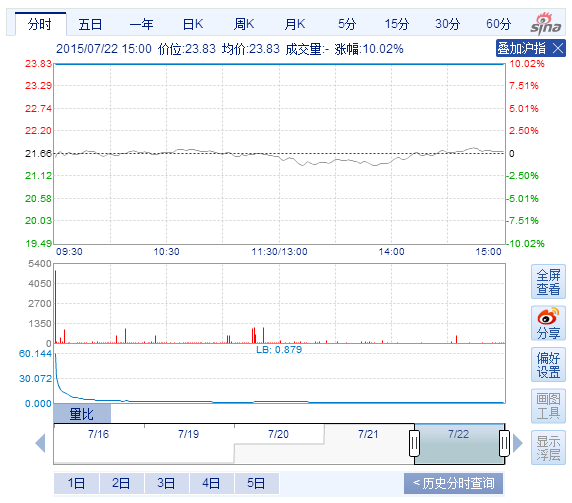 分时 五日 一年 日K 周K 月K 5分 15分 30分 60分
sina
2015/07/22 15:00 价位:23.83 均价:23.83 成交量:- 涨幅:10.02%
叠加沪指
23.83 10.02%
23.29 7.51%
22.74 5.01%
22.20 2.50%
21.66 0
21.12 -2.50%
20.58 -5.01%
20.03 -7.51%
19.49 -10.02%
09:30 10:30 11:30/13:00 14:00 15:00
5400
4050
2700
1350
0
LB: 0.879
60.144
30.072
0.000
量比
7/16 7/19 7/20 7/21 7/22
1日 2日 3日 4日 5日
< 历史分时查询
全屏
查看
分享
偏好
设置
画图
工具
显示
浮层